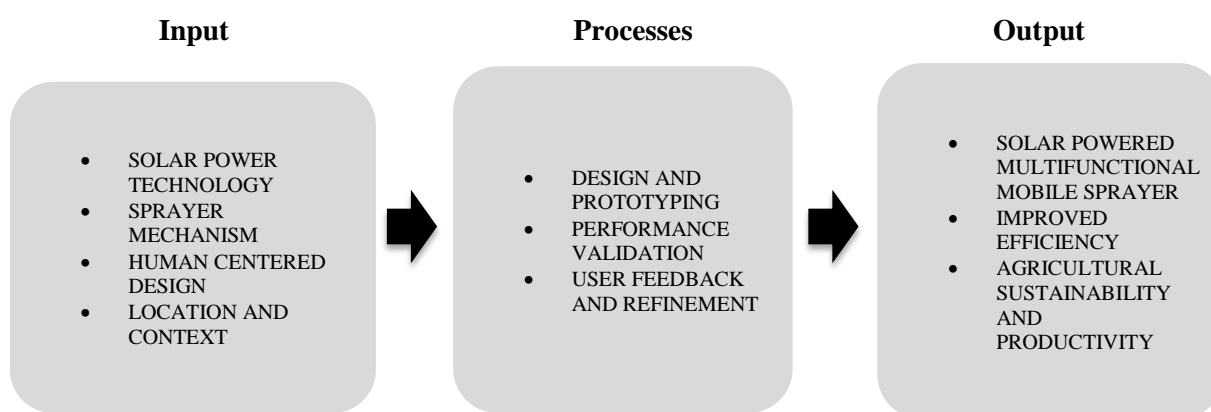 Input
SOLAR POWER
TECHNOLOGY
SPRAYER
MECHANISM
HUMAN CENTERED
DESIGN
LOCATION AND
CONTEXT
Processes
DESIGN AND
PROTOTYPING
PERFORMANCE
VALIDATION
USER FEEDBACK
AND REFINEMENT
Output
SOLAR POWERED
MULTIFUNCTIONAL
MOBILE SPRAYER
IMPROVED
EFFICIENCY
AGRICULTURAL
SUSTAINABILITY
AND
PRODUCTIVITY